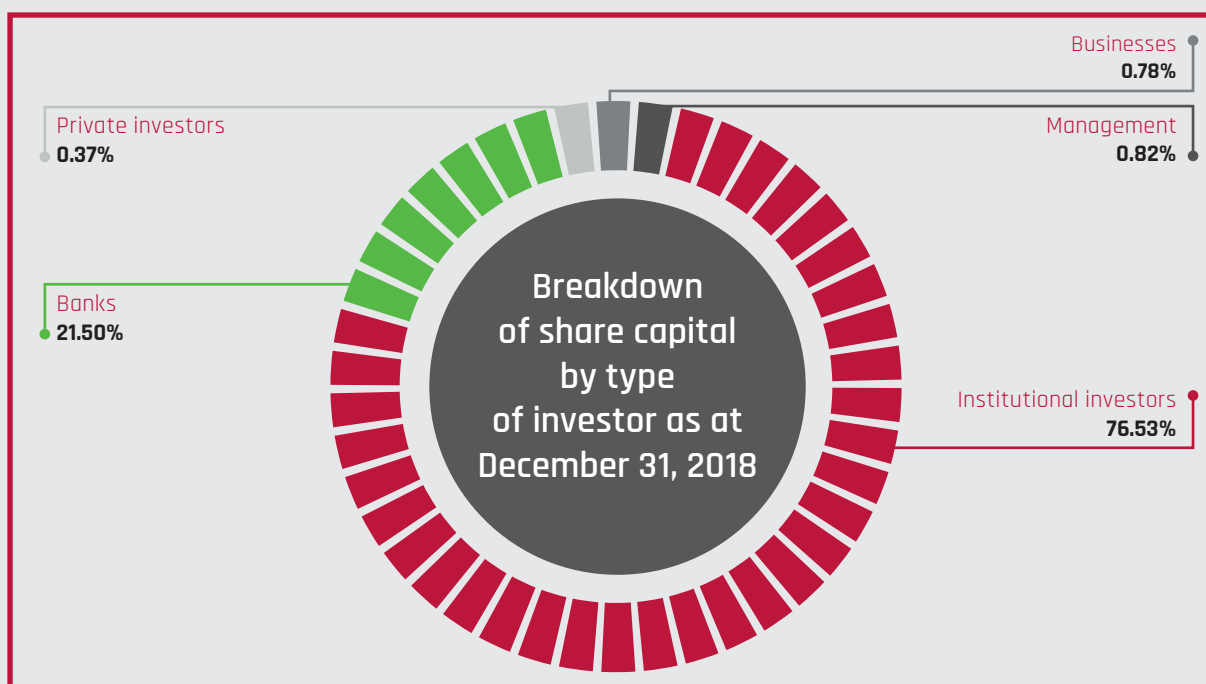 Businesses
0.78%
Private investors
0.37%
Management
0.82%
Banks
21.50%
Breakdown
of share capital
by type
of investor as at
December 31, 2018
Institutional investors
76.53%